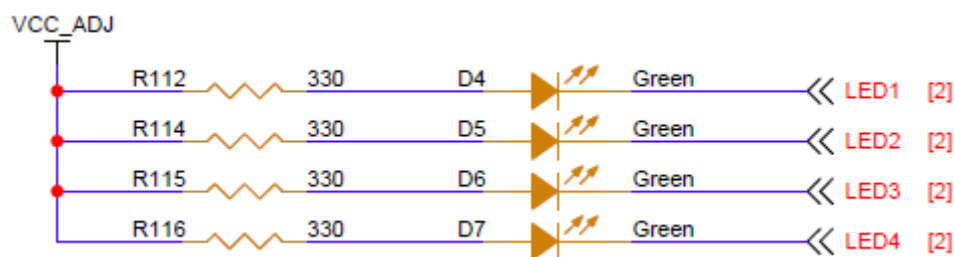 VCC_ADJ
R112 330 D4 Green LED1 [2]
R114 330 D5 Green LED2 [2]
R115 330 D6 Green LED3 [2]
R116 330 D7 Green LED4 [2]